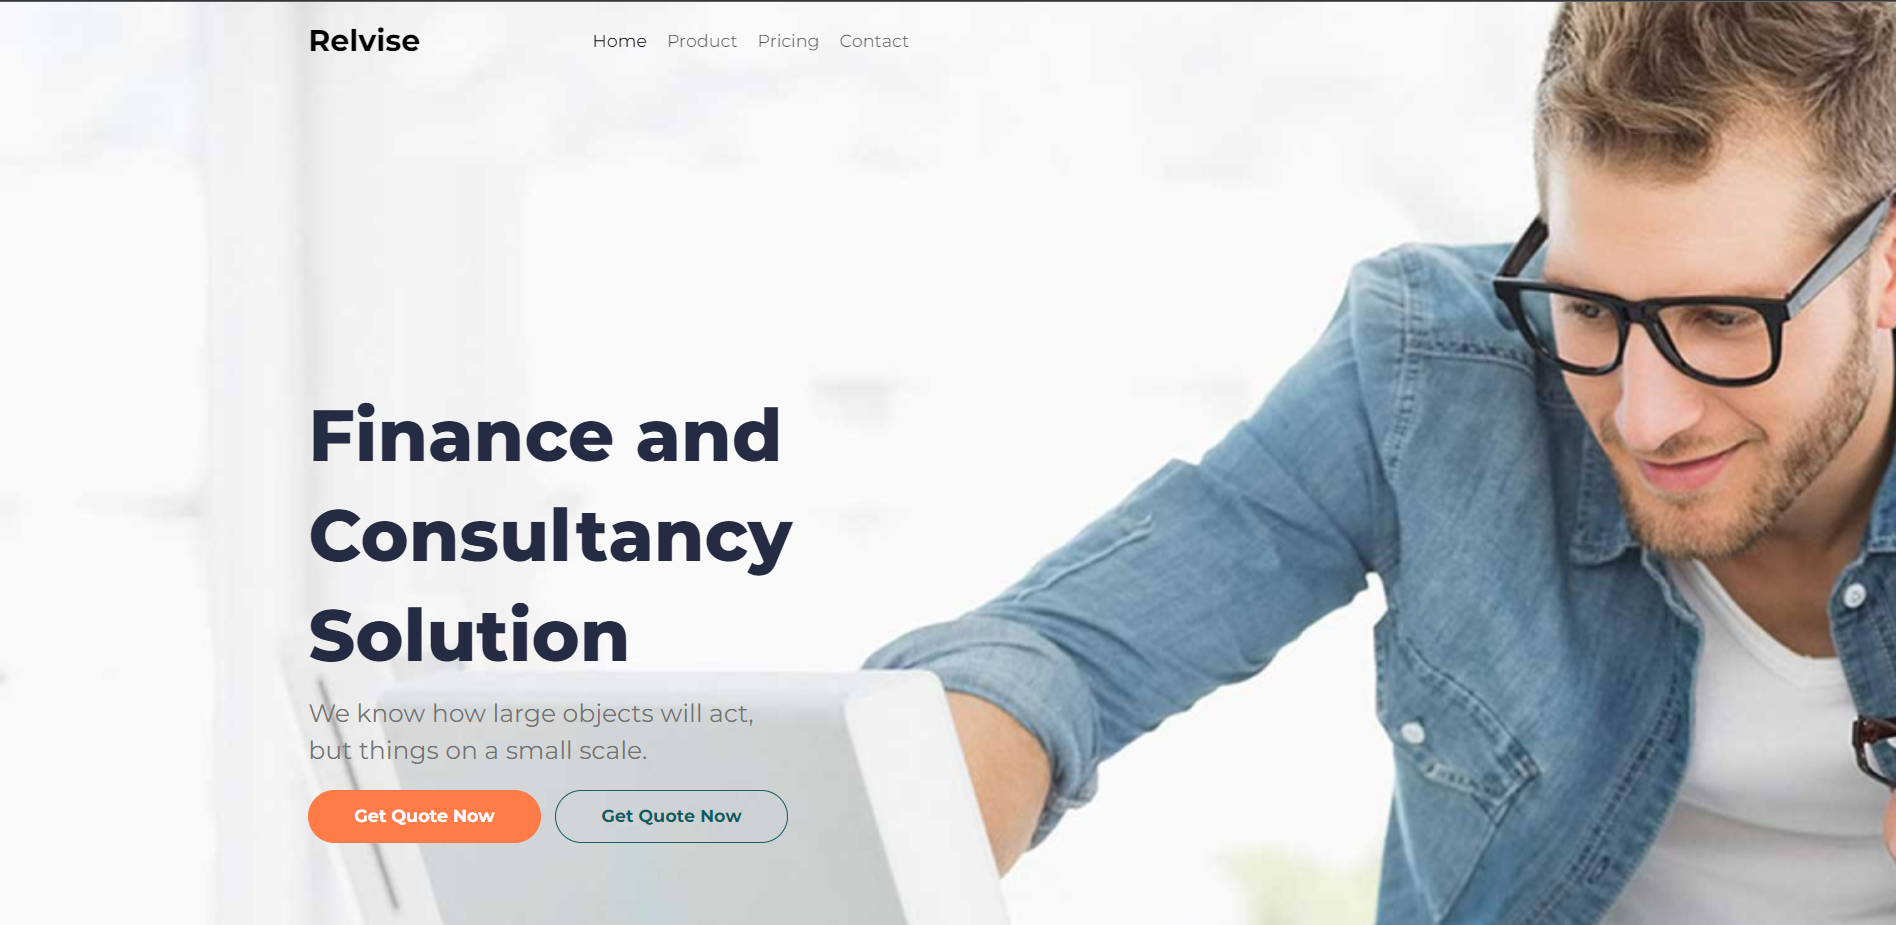 Relvise
Home Product Pricing Contact
Finance and
Consultancy
Solution
We know how large objects will act,
but things on a small scale.
Get Quote Now Get Quote Now